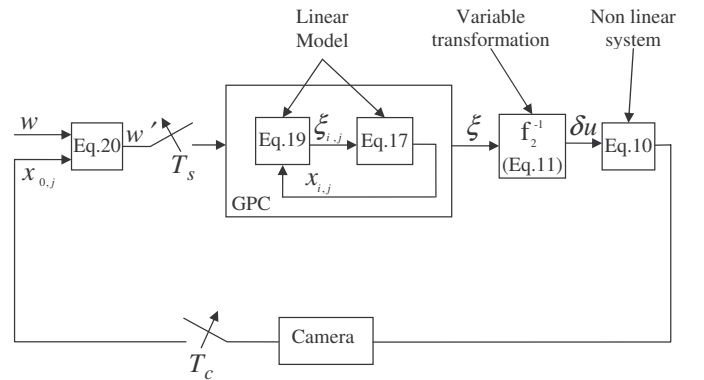 Linear
Model
Variable
transformation
Non linear
system
w
Eq.20
w′
T_s
Eq.19
ξ_{i,j}
Eq.17
ξ
f_2^{-1}
(Eq.11)
δu
Eq.10
x_{0,j}
x_{i,j}
GPC
Camera
T_c